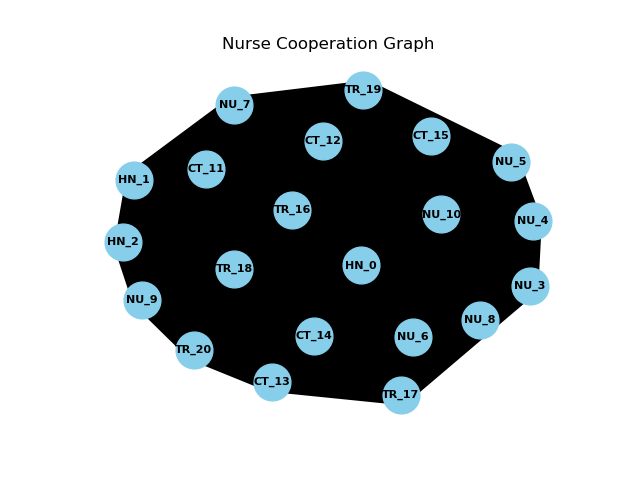 Nurse Cooperation Graph
TR_19
NU_7
CT_15
CT_12
NU_5
CT_11
HN_1
TR_16
NU_10
NU_4
HN_2
HN_0
TR_18
NU_3
NU_9
NU_8
CT_14
NU_6
TR_20
CT_13
TR_17